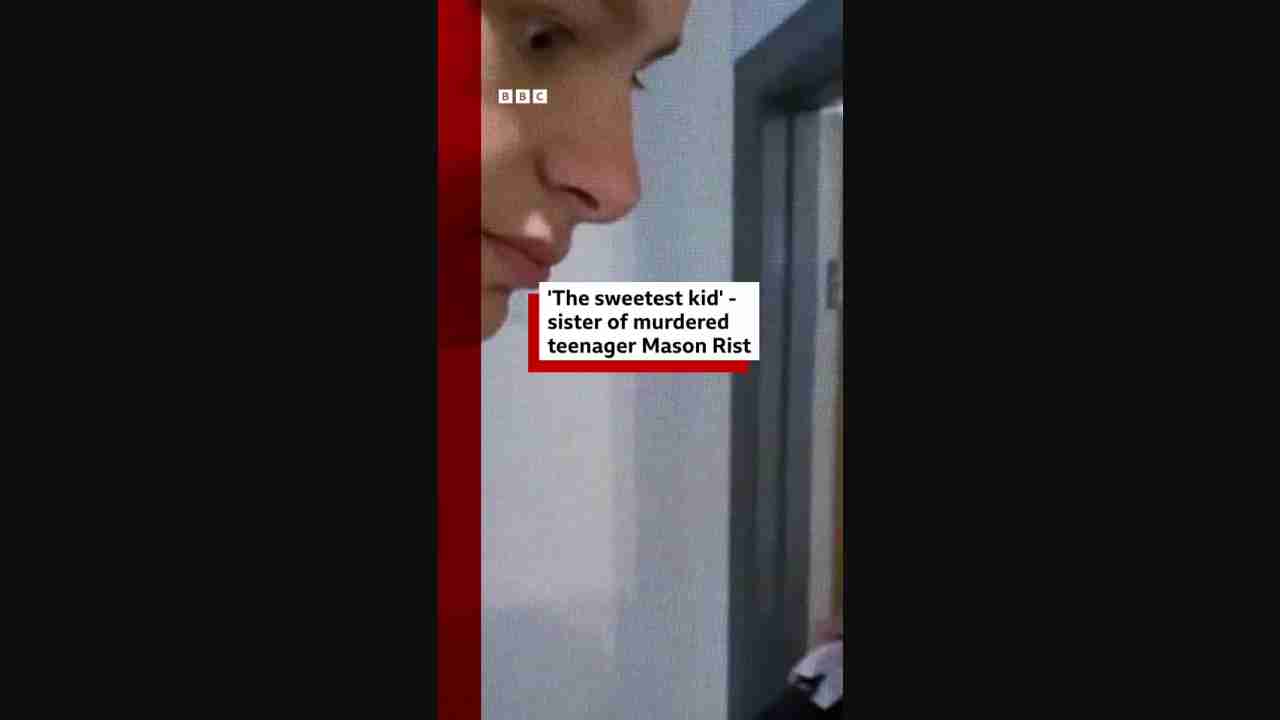 BBC
'The sweetest kid' -
sister of murdered
teenager Mason Rist